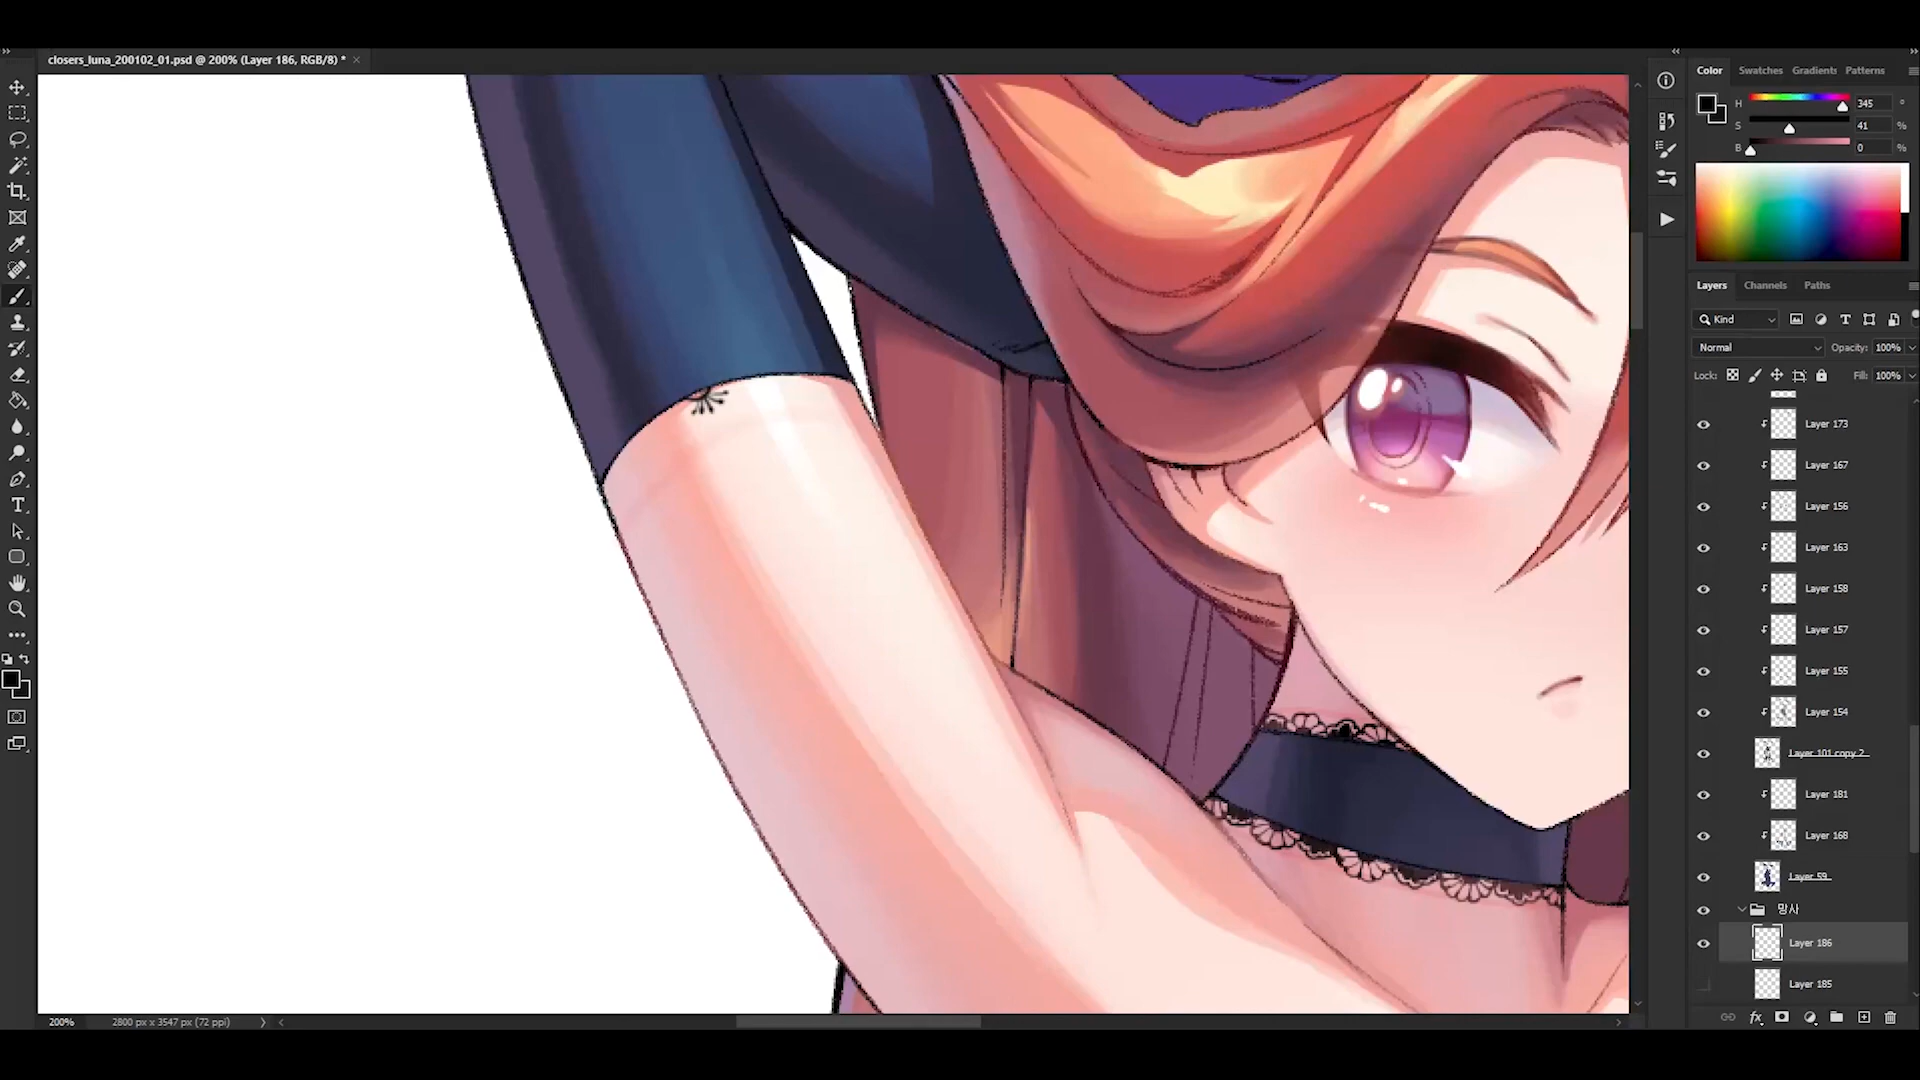 closers_luna_200102_01.psd @ 200% (Layer 186, RGB/8) *
Color Swatches Gradients Patterns
H 345 °
S 41 %
B 0 %
Layers Channels Paths
Kind
Normal Opacity: 100%
Lock: Fill: 100%
Layer 173
Layer 167
Layer 156
Layer 163
Layer 158
Layer 157
Layer 155
Layer 154
Layer 101 copy 2
Layer 181
Layer 168
Layer 59
망사
Layer 186
Layer 185
200% 2800 px x 3547 px (72 ppi)